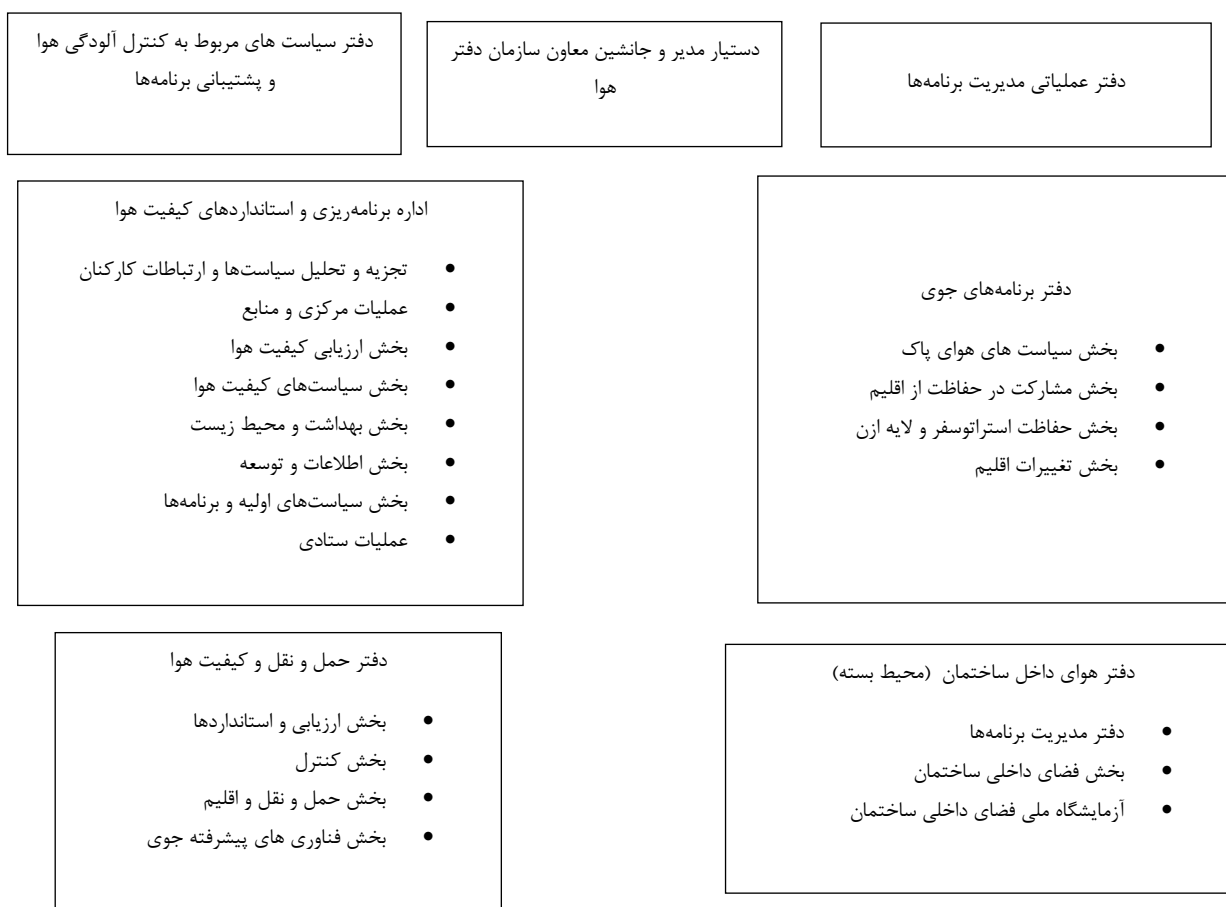 دفتر عملیاتی مدیریت برنامه‌ها
دستیار مدیر و جانشین معاون سازمان دفتر
هوا
دفتر سیاست های مربوط به کنترل آلودگی هوا
و پشتیبانی برنامه‌ها
دفتر برنامه‌های جوی
• بخش سیاست های هوای پاک
• بخش مشارکت در حفاظت از اقلیم
• بخش حفاظت استراتوسفر و لایه ازن
• بخش تغییرات اقلیم
اداره برنامه‌ریزی و استانداردهای کیفیت هوا
• تجزیه و تحلیل سیاست‌ها و ارتباطات کارکنان
• عملیات مرکزی و منابع
• بخش ارزیابی کیفیت هوا
• بخش سیاست‌های کیفیت هوا
• بخش بهداشت و محیط زیست
• بخش اطلاعات و توسعه
• بخش سیاست‌های اولیه و برنامه‌ها
• عملیات ستادی
دفتر هوای داخل ساختمان (محیط بسته)
• دفتر مدیریت برنامه‌ها
• بخش فضای داخلی ساختمان
• آزمایشگاه ملی فضای داخلی ساختمان
دفتر حمل و نقل و کیفیت هوا
• بخش ارزیابی و استانداردها
• بخش کنترل
• بخش حمل و نقل و اقلیم
• بخش فناوری های پیشرفته جوی